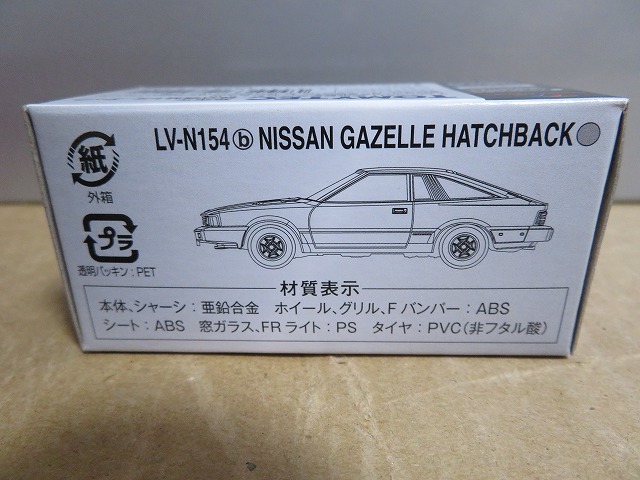 LV-N154ⓑ NISSAN GAZELLE HATCHBACK
紙
外箱
プラ
透明パッキン：PET
材質表示
本体、シャーシ：亜鉛合金　ホイール、グリル、Fバンパー：ABS
シート：ABS　窓ガラス、FRライト：PS　タイヤ：PVC（非フタル酸）